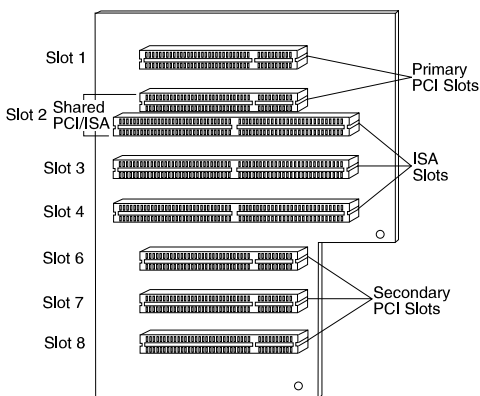 Slot 1
Primary
PCI Slots
Slot 2
Shared
PCI/ISA
Slot 3
ISA
Slots
Slot 4
Slot 6
Slot 7
Secondary
PCI Slots
Slot 8